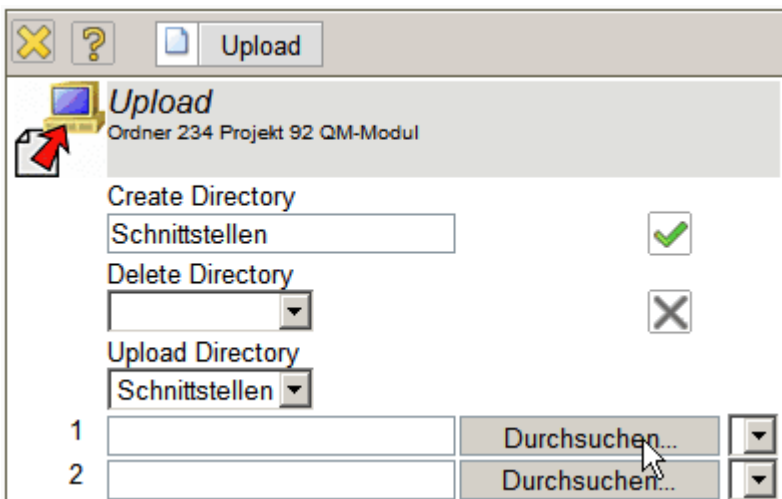 Upload
Upload
Ordner 234 Projekt 92 QM-Modul
Create Directory
Schnittstellen
Delete Directory
Upload Directory
Schnittstellen
1 Durchsuchen...
2 Durchsuchen...